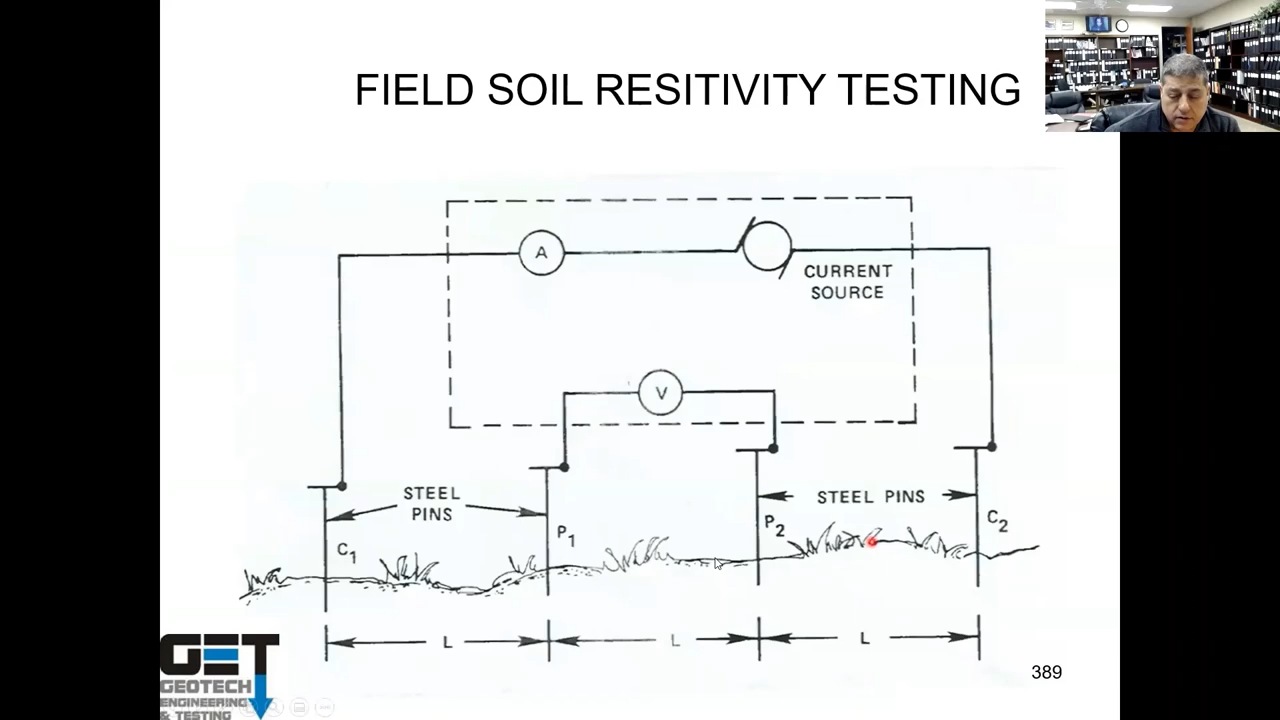 FIELD SOIL RESITIVITY TESTING
A
CURRENT
SOURCE
V
STEEL
PINS
STEEL PINS
C1
P1
P2
C2
L
L
L
GET
GEOTECH
ENGINEERING
& TESTING
389